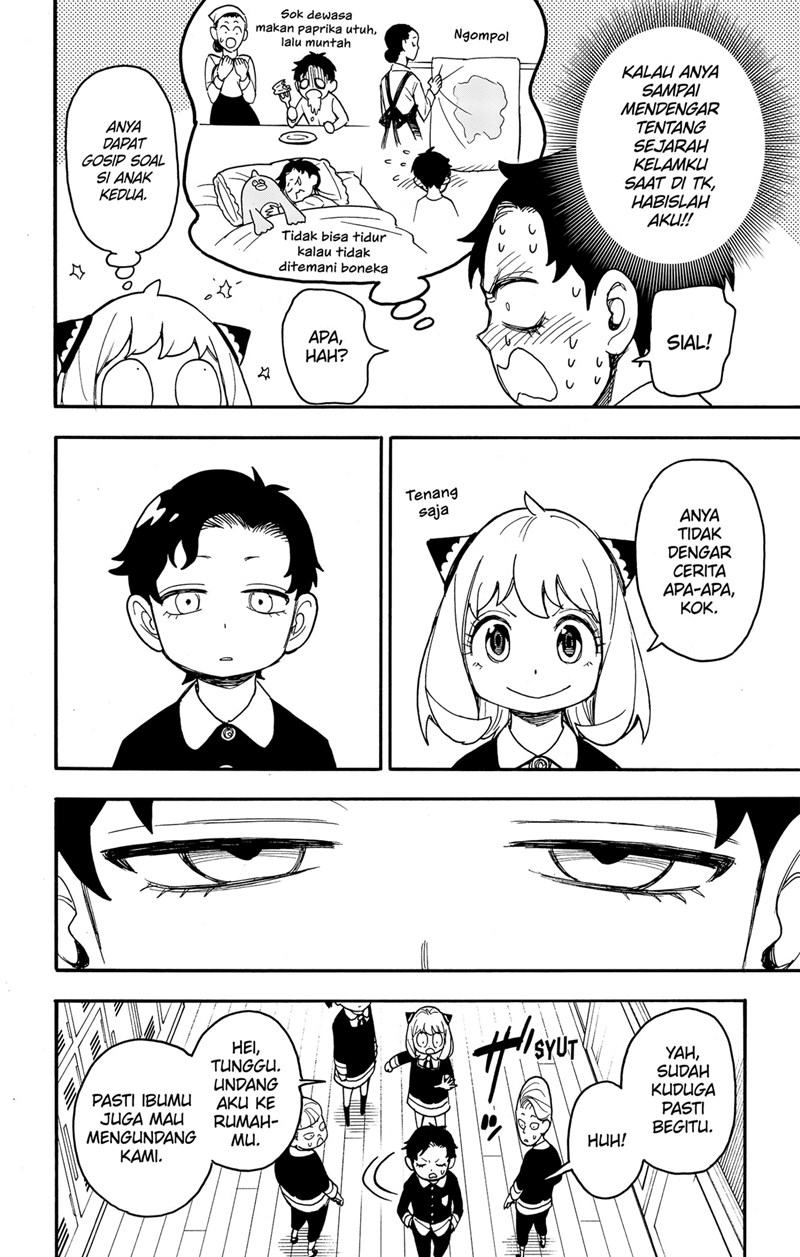 KALAU ANYA
SAMPAI
MENDENGAR
TENTANG
SEJARAH
KELAMKU
SAAT DI TK,
HABISLAH
AKU!!
SIAL!
Ngompol
Sok dewasa
makan paprika utuh,
lalu muntah
Tidak bisa tidur
kalau tidak
ditemani boneka
APA,
HAH?
ANYA
DAPAT
GOSIP SOAL
SI ANAK
KEDUA.
ANYA
TIDAK
DENGAR
CERITA
APA-APA,
KOK.
Tenang
saja
YAH,
SUDAH
KUDUGA
PASTI
BEGITU.
HUH!
SYUT
HEI,
TUNGGU.
UNDANG
AKU KE
RUMAH-
MU.
PASTI IBUMU
JUGA MAU
MENGUNDANG
KAMI.